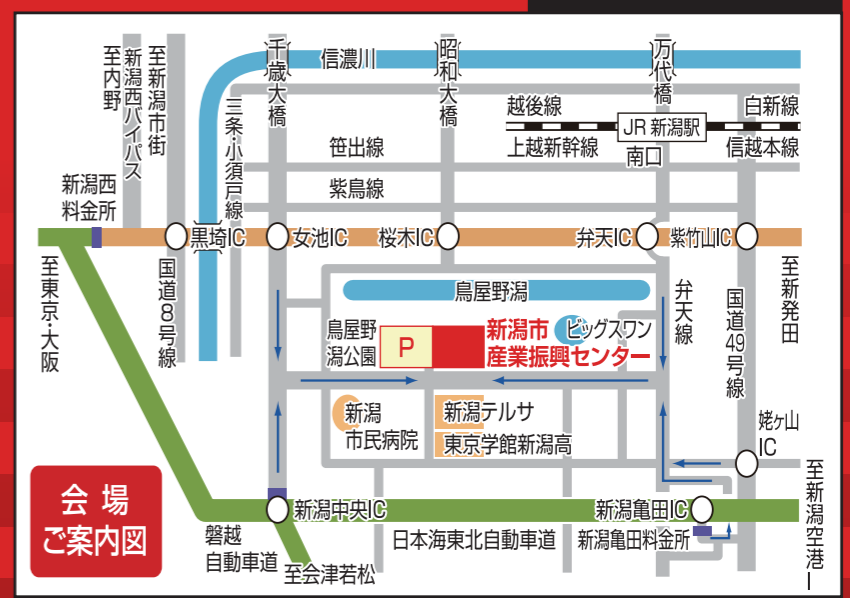 千歳大橋
信濃川
昭和大橋
万代橋
至内野
新潟西バイパス
至新潟市街
三条・小須戸線
越後線
白新線
JR 新潟駅
上越新幹線
南口
信越本線
笹出線
紫鳥線
新潟西
料金所
黒埼IC
女池IC
桜木IC
弁天IC
紫竹山IC
至東京・大阪
国道8号線
鳥屋野潟
弁天線
国道49号線
至新発田
鳥屋野
潟公園
P
新潟市
産業振興センター
ビッグスワン
新潟
市民病院
新潟テルサ
東京学館新潟高
姥ヶ山
IC
会場
ご案内図
新潟中央IC
新潟亀田IC
磐越
自動車道
日本海東北自動車道
新潟亀田料金所
至会津若松
至新潟空港